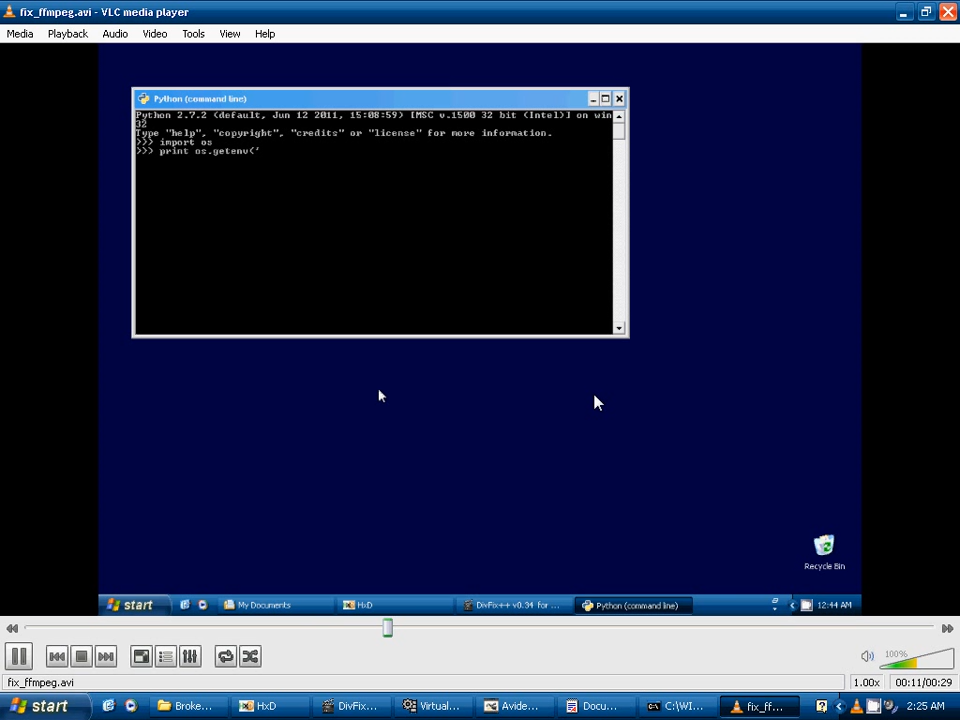 fix_ffmpeg.avi - VLC media player
Media Playback Audio Video Tools View Help
Python (command line)
Python 2.7.2 (default, Jun 12 2011, 15:08:59) [MSC v.1500 32 bit (Intel)] on win
32
Type "help", "copyright", "credits" or "license" for more information.
>>> import os
>>> print os.getenv('
Recycle Bin
start My Documents HxD DivFix++ v0.34 for ... Python (command line) 12:44 AM
100%
fix_ffmpeg.avi 1.00x 00:11/00:29
start Broke... HxD DivFix... Virtual... Avide... Docu... C:\WI... fix_ff... 2:25 AM